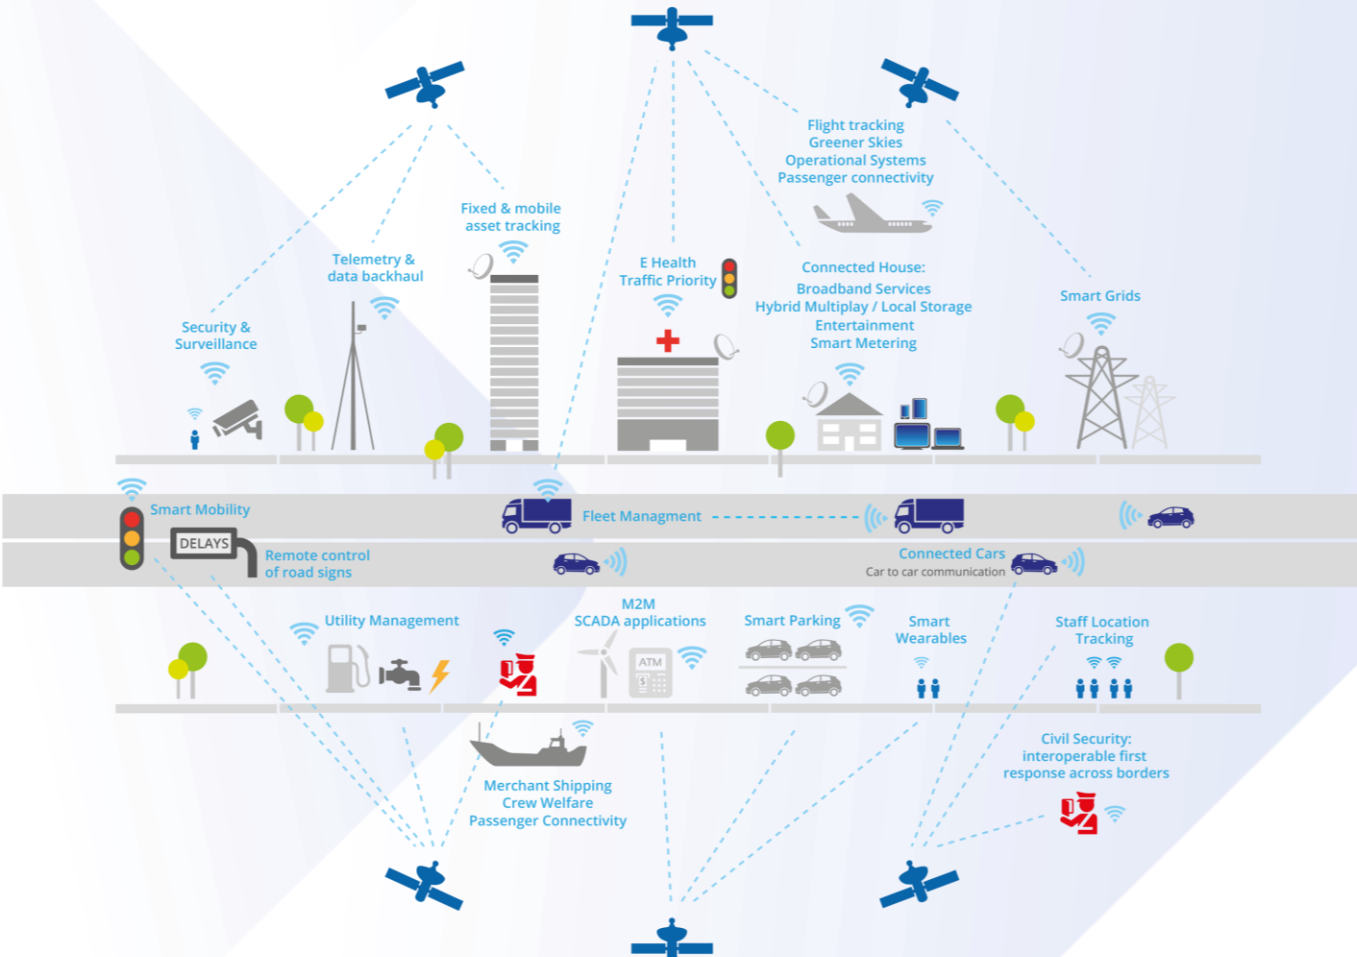 Flight tracking
Greener Skies
Operational Systems
Passenger connectivity
Fixed & mobile
asset tracking
Telemetry &
data backhaul
E Health
Traffic Priority
Connected House:
Broadband Services
Hybrid Multiplay / Local Storage
Entertainment
Smart Metering
Smart Grids
Security &
Surveillance
Smart Mobility
DELAYS
Remote control
of road signs
Fleet Managment
Connected Cars
Car to car communication
Utility Management
M2M
SCADA applications
ATM
$
Smart Parking
Smart
Wearables
Staff Location
Tracking
Merchant Shipping
Crew Welfare
Passenger Connectivity
Civil Security:
interoperable first
response across borders